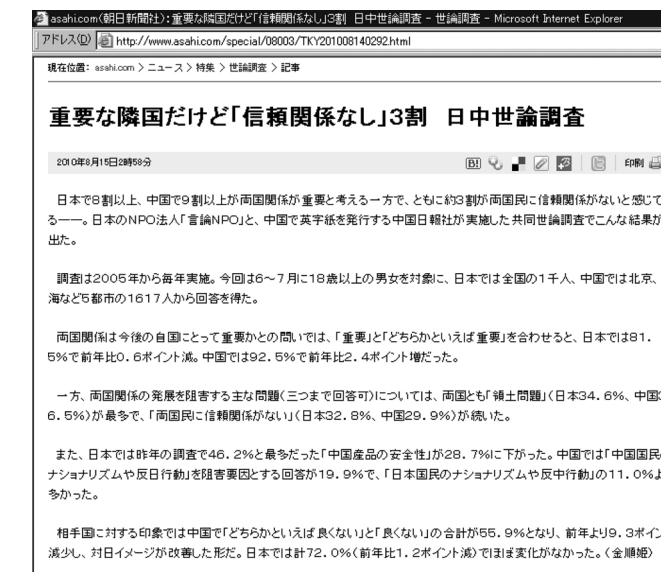 asahi.com(朝日新聞社):重要な隣国だけど「信頼関係なし」3割 日中世論調査 - 世論調査 - Microsoft Internet Explorer
アドレス(D) http://www.asahi.com/special/08003/TKY201008140292.html
現在位置: asahi.com > ニュース > 特集 > 世論調査 > 記事
重要な隣国だけど「信頼関係なし」3割 日中世論調査
2010年8月15日2時58分
B! 印刷
日本で8割以上、中国で9割以上が両国関係が重要と考える一方で、ともに約3割が両国民に信頼関係がないと感じて
る――。日本のNPO法人「言論NPO」と、中国で英字紙を発行する中国日報社が実施した共同世論調査でこんな結果が
出た。
調査は2005年から毎年実施。今回は6～7月に18歳以上の男女を対象に、日本では全国の1千人、中国では北京、
海など5都市の1617人から回答を得た。
両国関係は今後の自国にとって重要かとの問いでは、「重要」と「どちらかといえば重要」を合わせると、日本では81.
5%で前年比0.6ポイント減。中国では92.5%で前年比2.4ポイント増だった。
一方、両国関係の発展を阻害する主な問題(三つまで回答可)については、両国とも「領土問題」(日本34.6%、中国3
6.5%)が最多で、「両国民に信頼関係がない」(日本32.8%、中国29.9%)が続いた。
また、日本では昨年の調査で46.2%と最多だった「中国産品の安全性」が28.7%に下がった。中国では「中国国民の
ナショナリズムや反日行動」を阻害要因とする回答が19.9%で、「日本国民のナショナリズムや反中行動」の11.0%よ
多かった。
相手国に対する印象では中国で「どちらかといえば良くない」と「良くない」の合計が55.9%となり、前年より9.3ポイン
減少し、対日イメージが改善した形だ。日本では計72.0%(前年比1.2ポイント減)でほぼ変化がなかった。(金順姫)